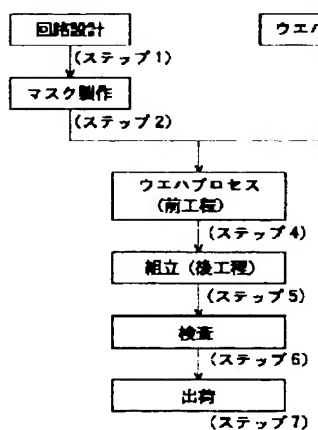 回路設計
ウエハ
(ステップ1)
マスク製作
(ステップ2)
ウエハプロセス
(前工程)
(ステップ4)
組立(後工程)
(ステップ5)
検査
(ステップ6)
出荷
(ステップ7)